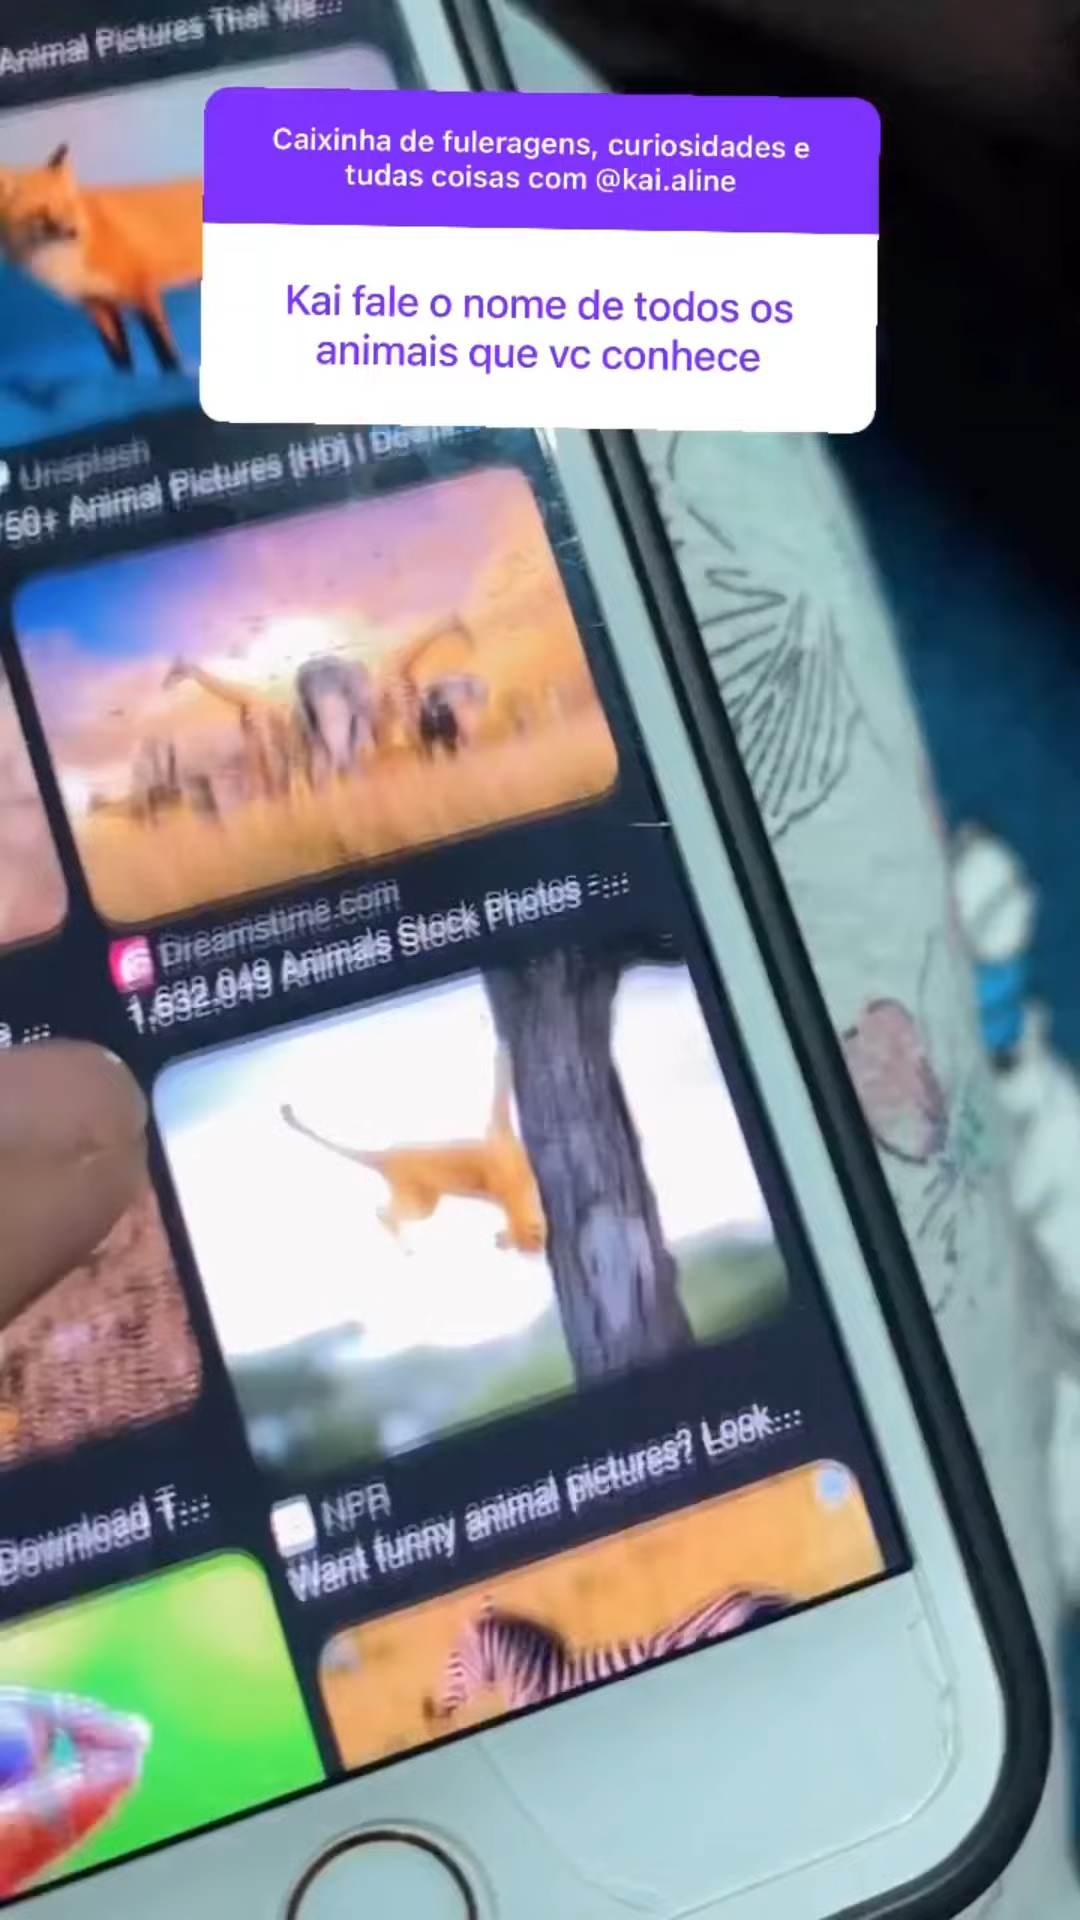 Animal Pictures That We...
Caixinha de fuleragens, curiosidades e
tudas coisas com @kai.aline
Kai fale o nome de todos os
animais que vc conhece
Unsplash
50+ Animal Pictures [HD] | Down...
Dreamstime.com
1,632,049 Animals Stock Photos -...
Download T...
NPR
Want funny animal pictures? Look...